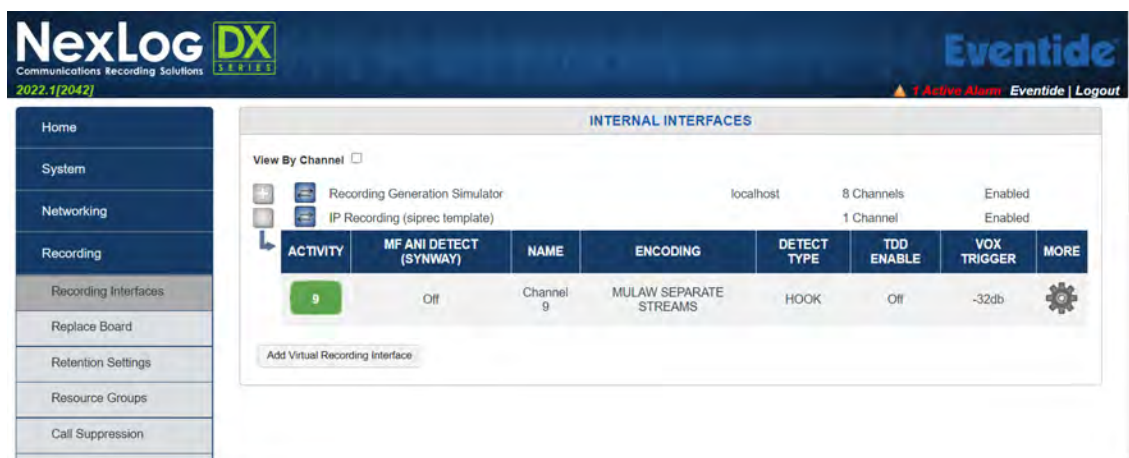 NexLog DX
SERIES
Communications Recording Solutions
Eventide
2022.1[2042]
1 Active Alarm Eventide | Logout
Home
System
Networking
Recording
Recording Interfaces
Replace Board
Retention Settings
Resource Groups
Call Suppression
INTERNAL INTERFACES
View By Channel
Recording Generation Simulator localhost 8 Channels Enabled
IP Recording (siprec template) 1 Channel Enabled
ACTIVITY MF ANI DETECT (SYNWAY) NAME ENCODING DETECT TYPE TDD ENABLE VOX TRIGGER MORE
9 Off Channel 9 MULAW SEPARATE STREAMS HOOK Off -32db
Add Virtual Recording Interface